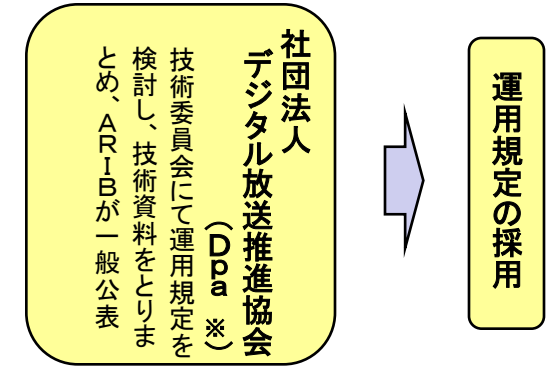 社団法人
デジタル放送推進協会
（Dpa ※）
技術委員会にて運用規定を
検討し、技術資料をとりま
とめ、ARIBが一般公表
運用規定の採用